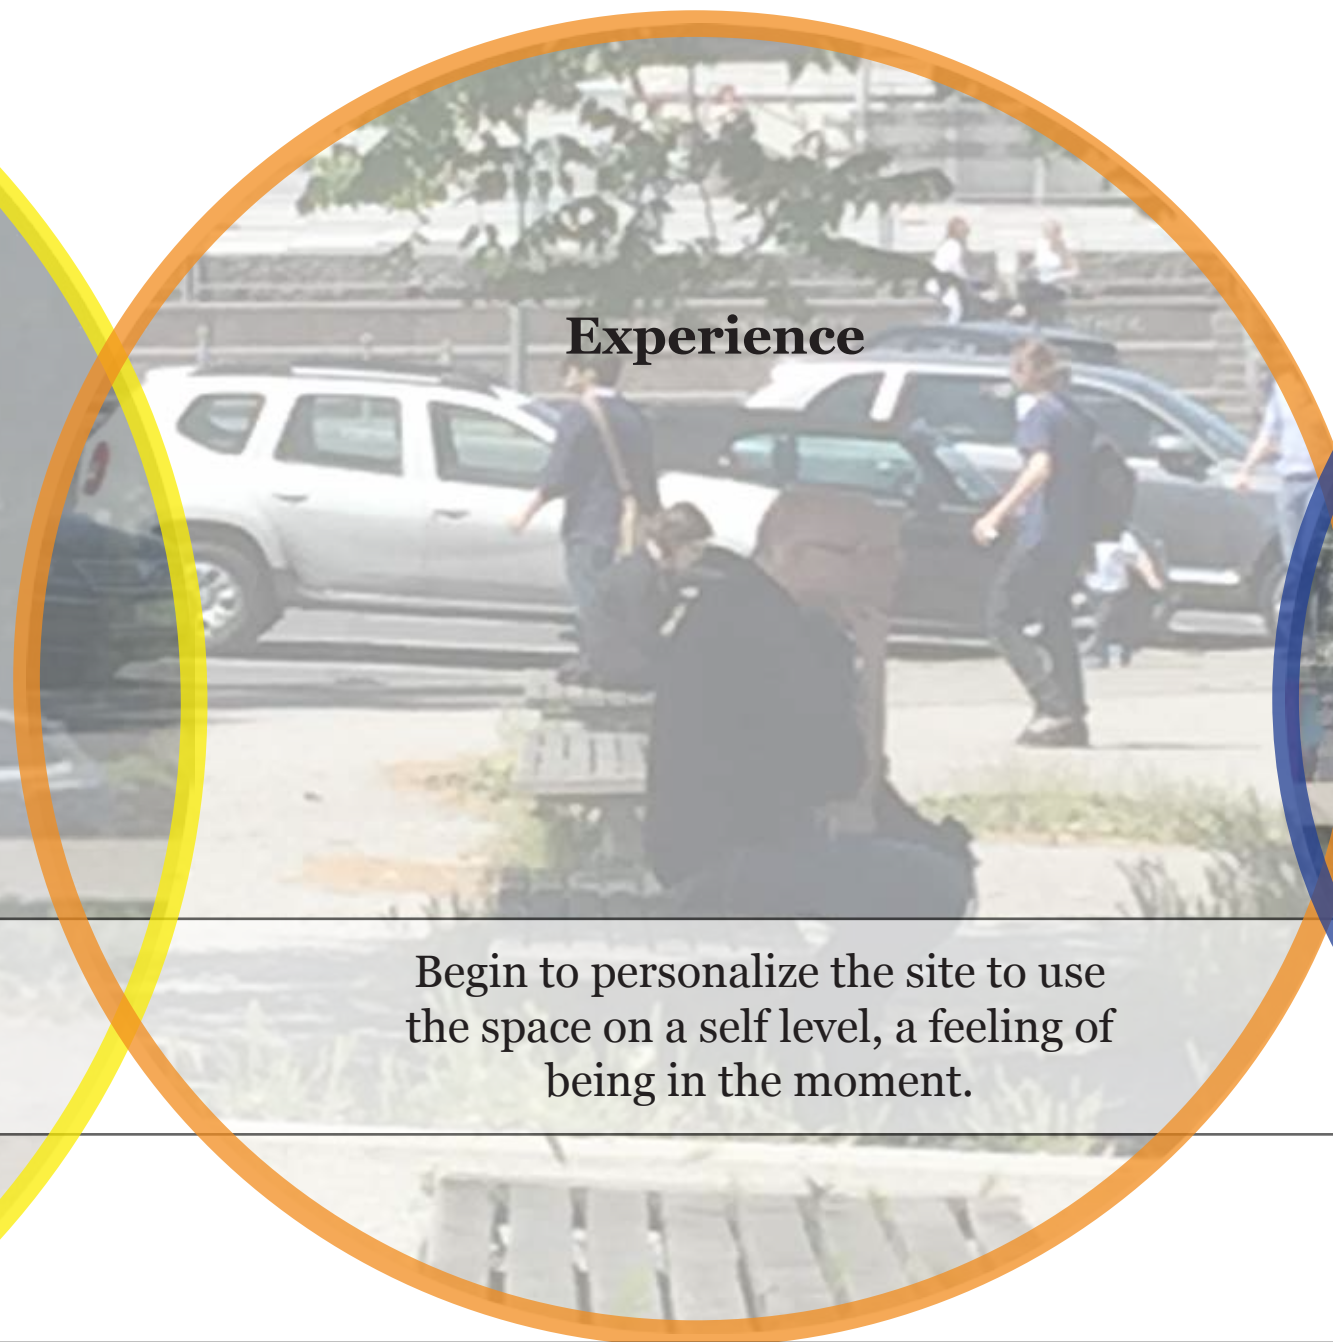 Experience
Begin to personalize the site to use
the space on a self level, a feeling of
being in the moment.